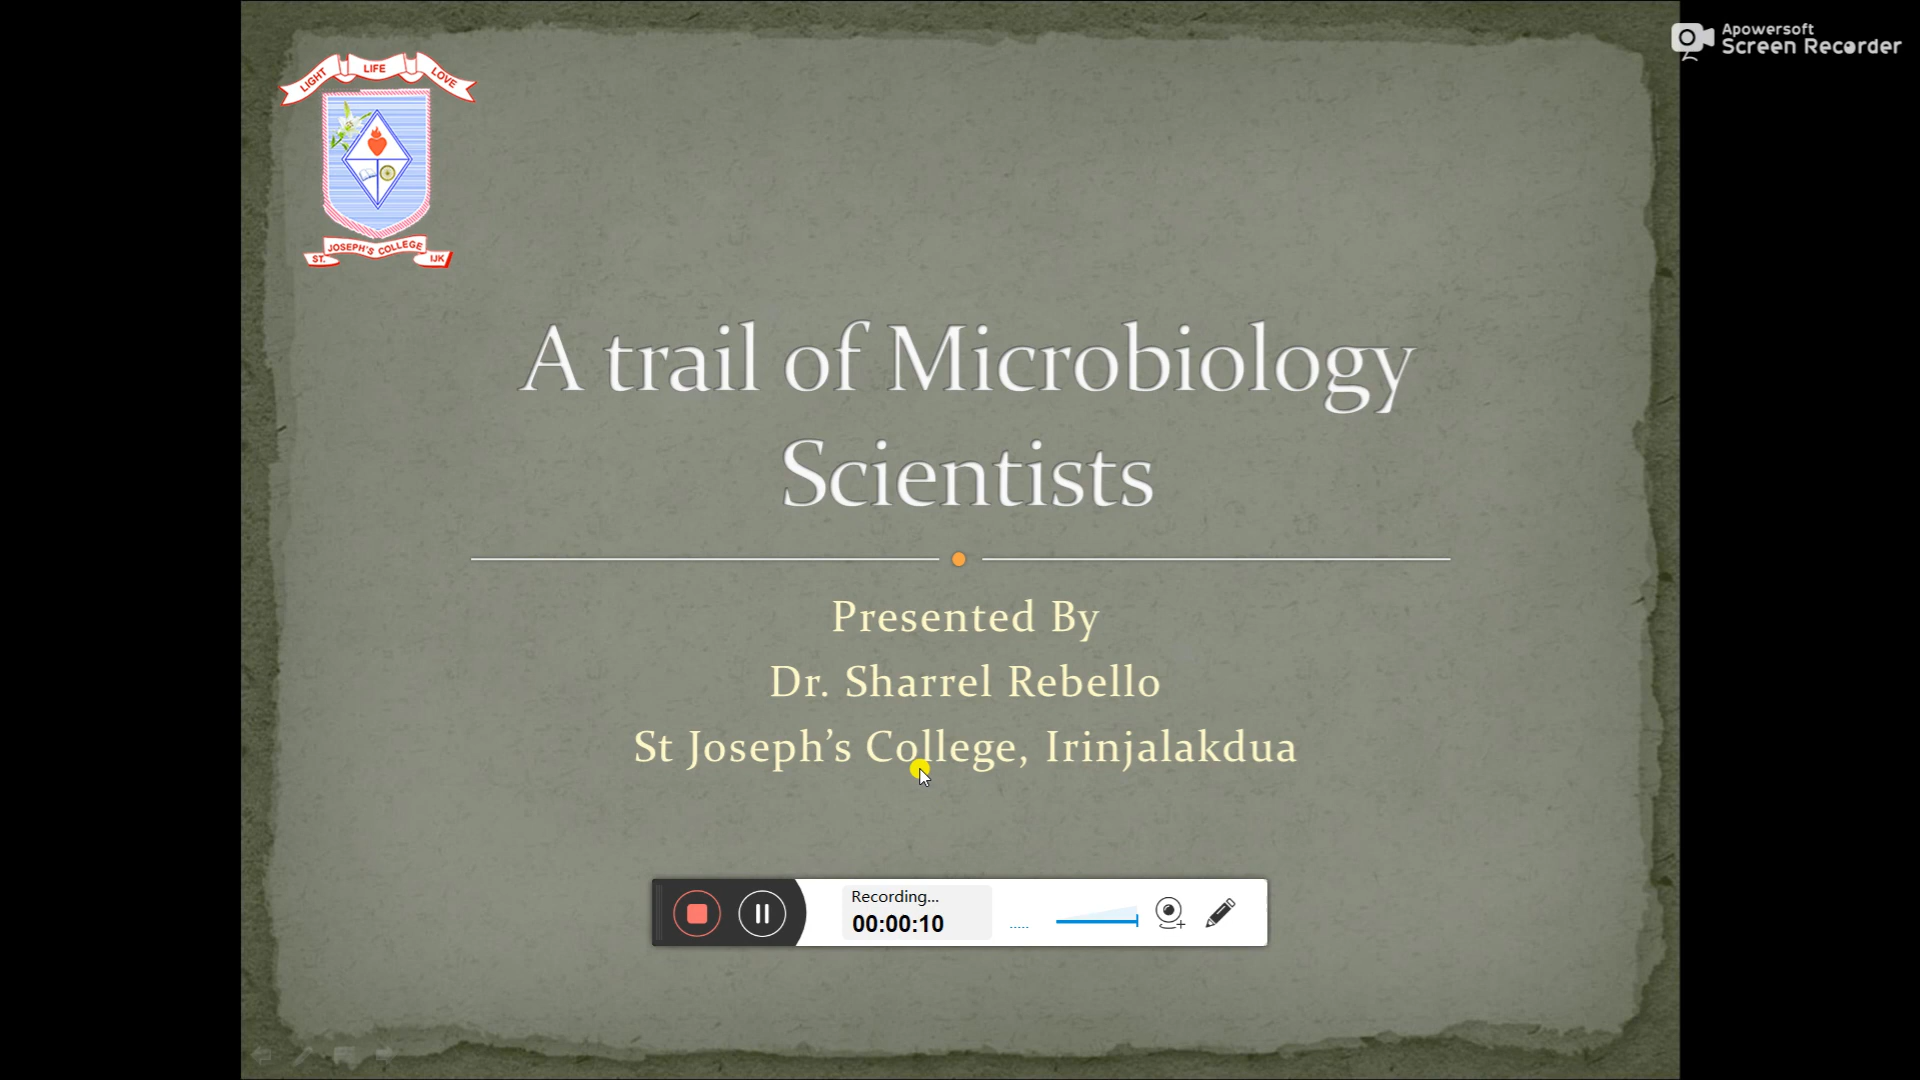 Apowersoft
Screen Recorder
LIGHT LIFE LOVE
ST. JOSEPH'S COLLEGE IJK
A trail of Microbiology
Scientists
Presented By
Dr. Sharrel Rebello
St Joseph’s College, Irinjalakdua
Recording...
00:00:10